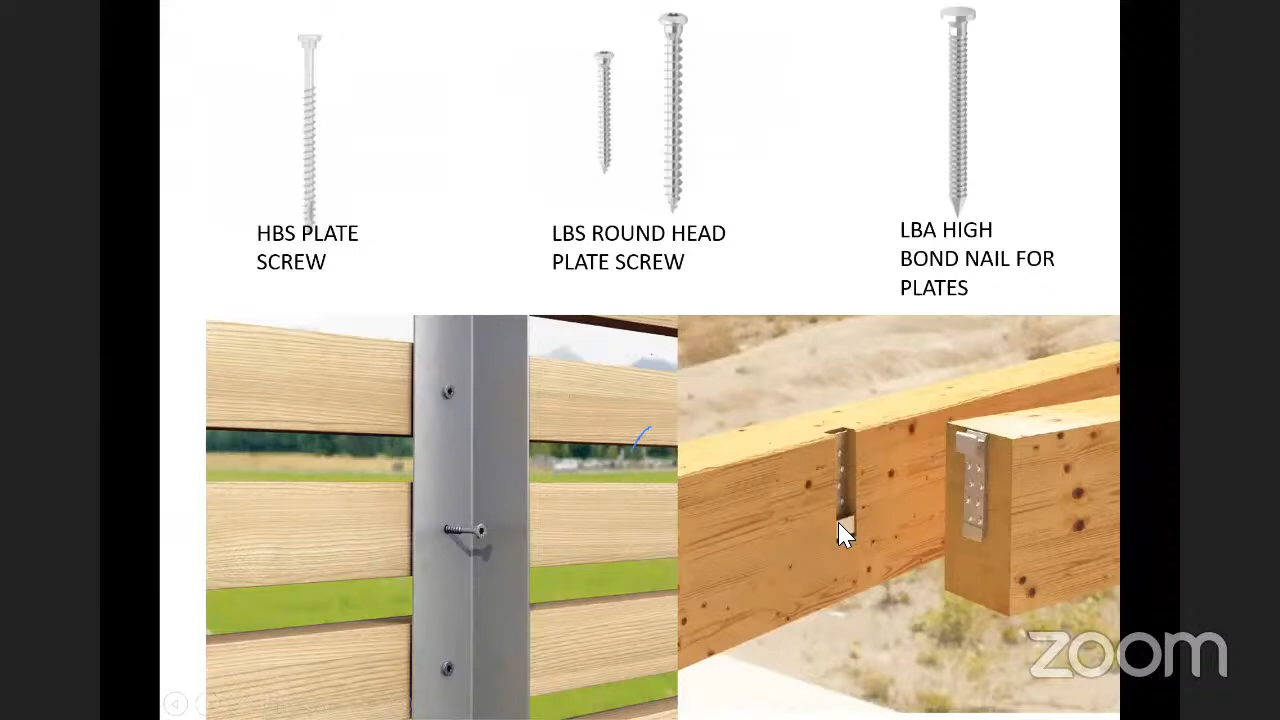 HBS PLATE
SCREW
LBS ROUND HEAD
PLATE SCREW
LBA HIGH
BOND NAIL FOR
PLATES
zoom